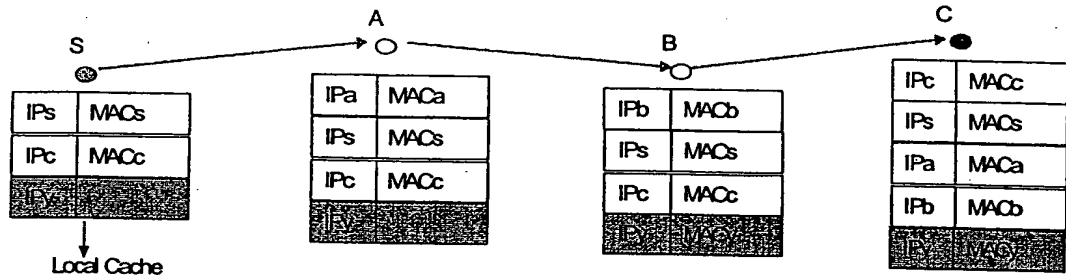 S
A
B
C
IPs MACs
IPc MACc
IPa MACa
IPs MACs
IPc MACc
IPb MACb
IPs MACs
IPc MACc
IPc MACc
IPs MACs
IPa MACa
IPb MACb
Local Cache